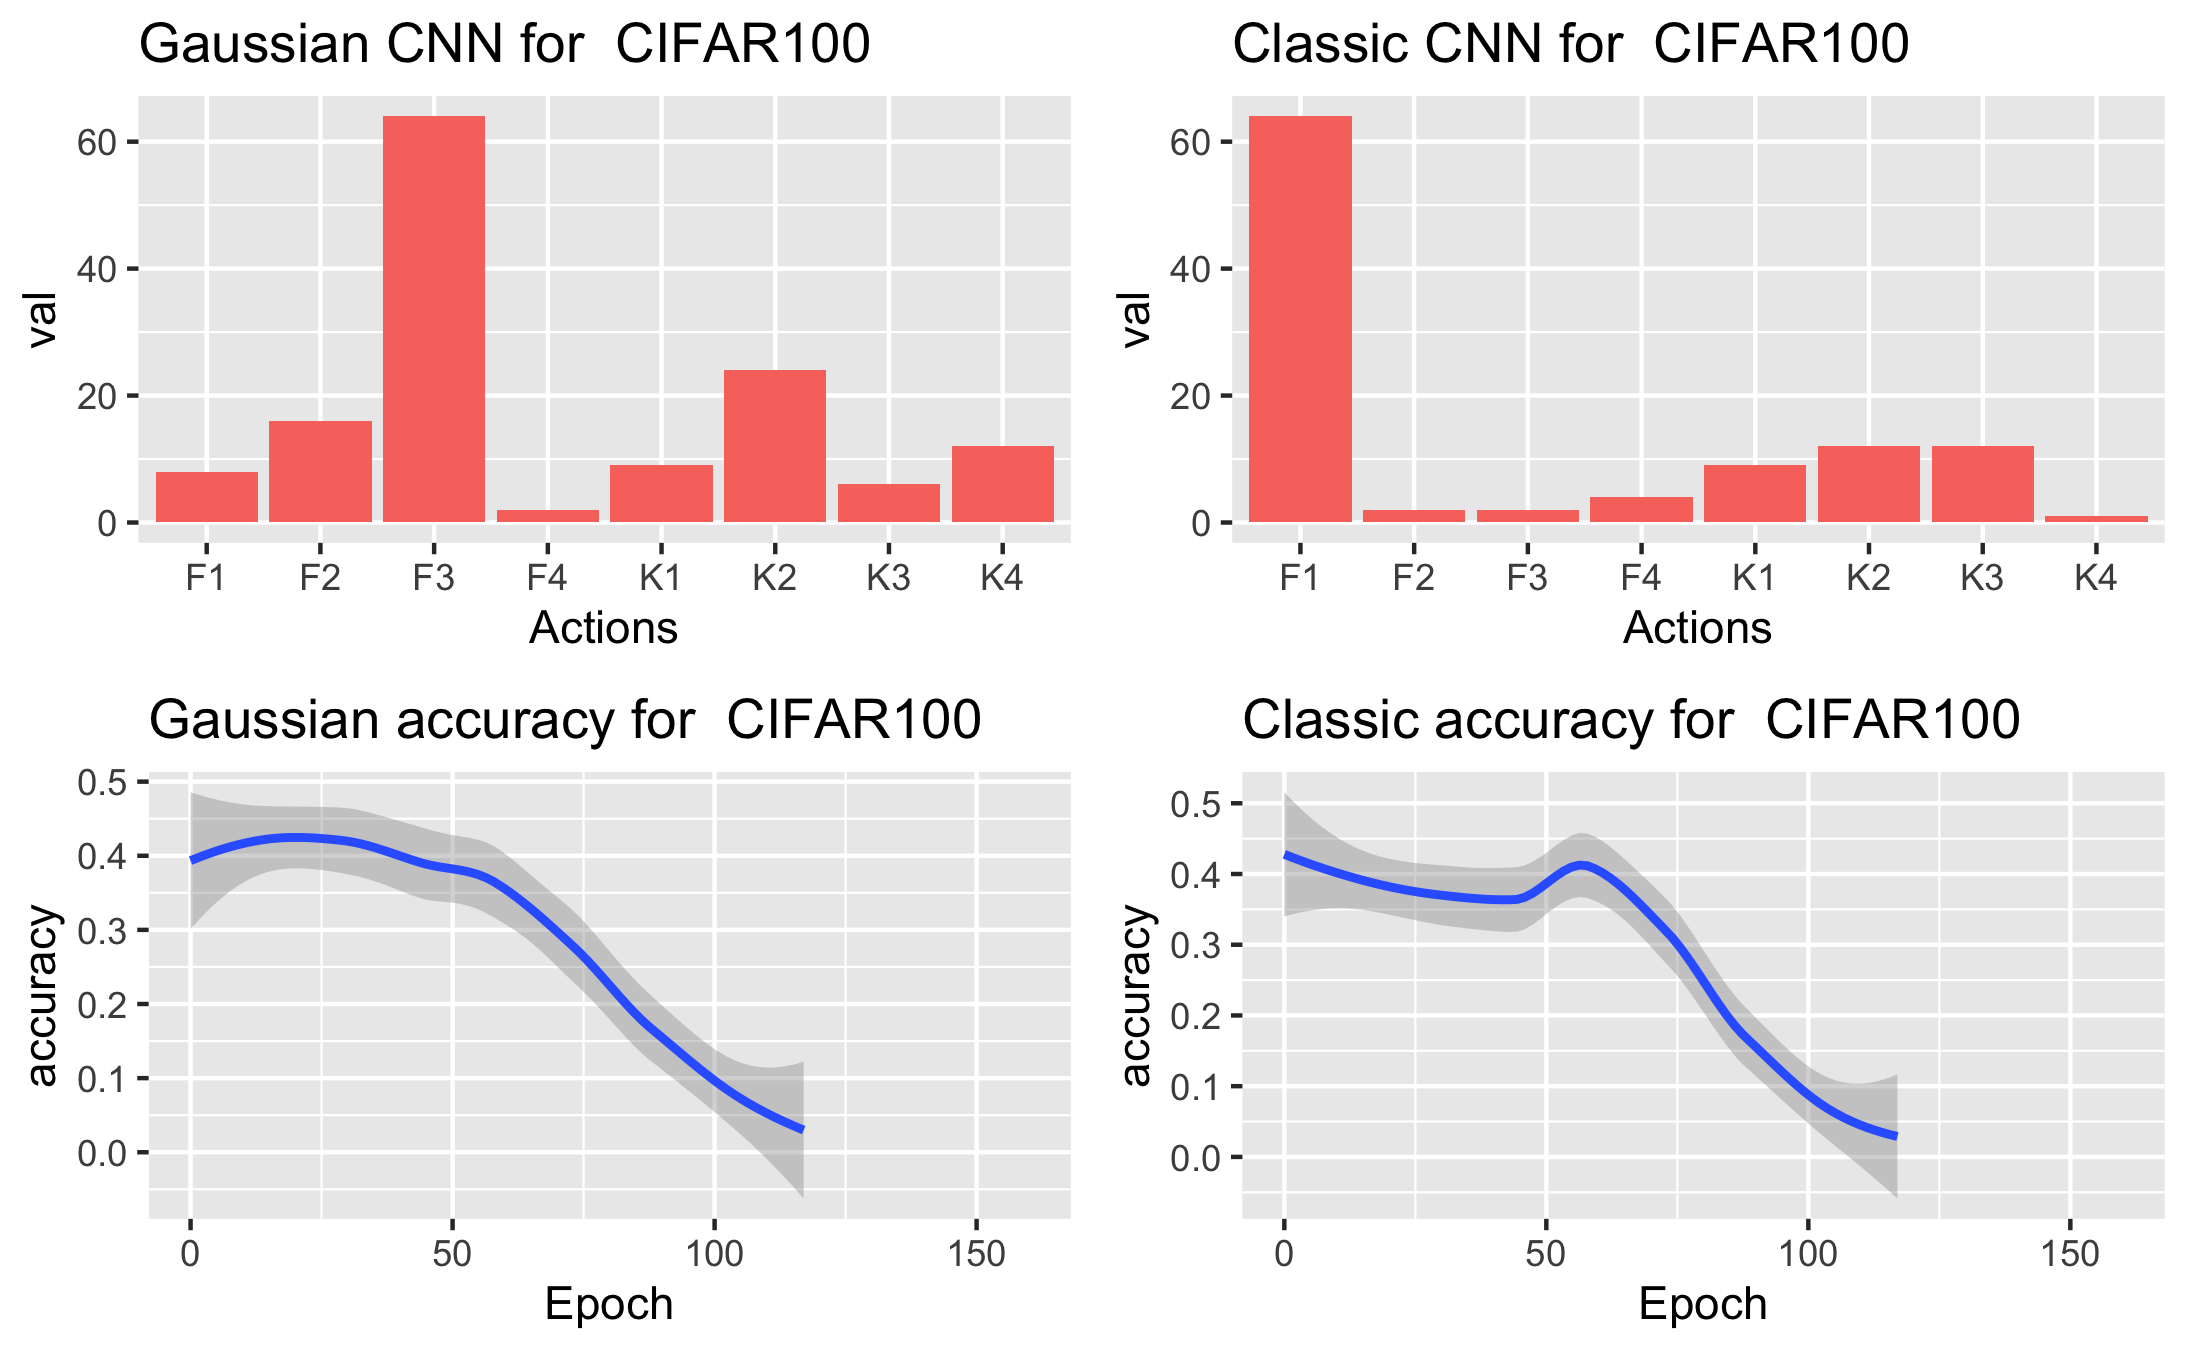 Gaussian CNN for  CIFAR100
60
40
20
0
val
F1 F2 F3 F4 K1 K2 K3 K4
Actions
Classic CNN for  CIFAR100
60
40
20
0
val
F1 F2 F3 F4 K1 K2 K3 K4
Actions
Gaussian accuracy for  CIFAR100
0.5
0.4
0.3
0.2
0.1
0.0
accuracy
0 50 100 150
Epoch
Classic accuracy for  CIFAR100
0.5
0.4
0.3
0.2
0.1
0.0
accuracy
0 50 100 150
Epoch